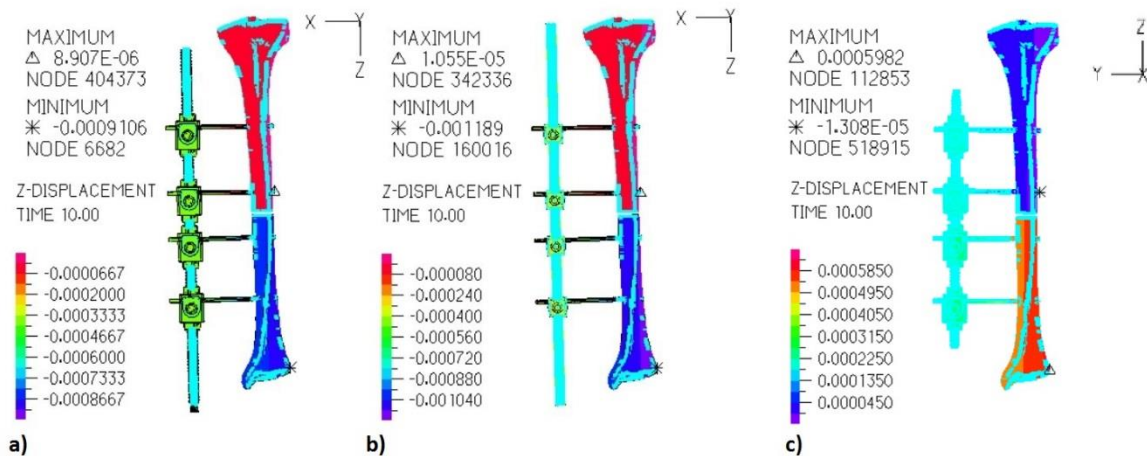 MAXIMUM
△ 8.907E-06
NODE 404373
MINIMUM
✳ -0.0009106
NODE 6682
Z-DISPLACEMENT
TIME 10.00
-0.0000667
-0.0002000
-0.0003333
-0.0004667
-0.0006000
-0.0007333
-0.0008667
X Y
Z
a)
MAXIMUM
△ 1.055E-05
NODE 342336
MINIMUM
✳ -0.001189
NODE 160016
Z-DISPLACEMENT
TIME 10.00
-0.000080
-0.000240
-0.000400
-0.000560
-0.000720
-0.000880
-0.001040
X Y
Z
b)
MAXIMUM
△ 0.0005982
NODE 112853
MINIMUM
✳ -1.308E-05
NODE 518915
Z-DISPLACEMENT
TIME 10.00
0.0005850
0.0004950
0.0004050
0.0003150
0.0002250
0.0001350
0.0000450
Z
Y X
c)